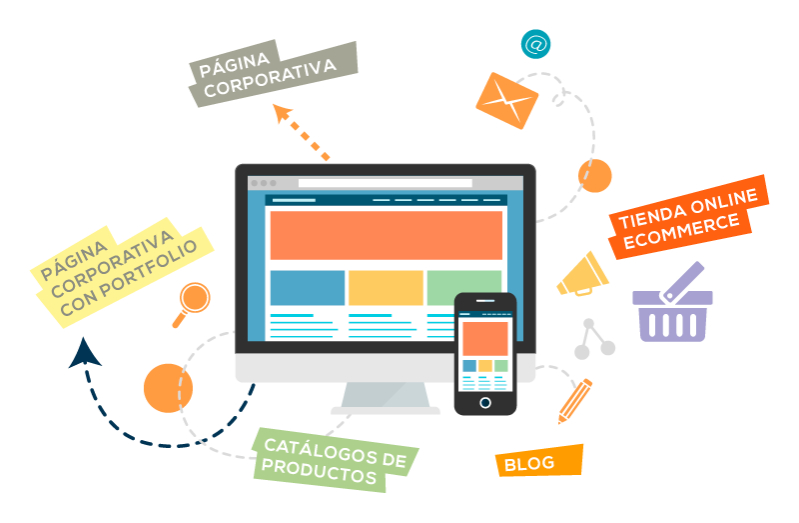 PÁGINA
CORPORATIVA
@
TIENDA ONLINE
ECOMMERCE
PÁGINA
CORPORATIVA
CON PORTFOLIO
CATÁLOGOS DE
PRODUCTOS
BLOG